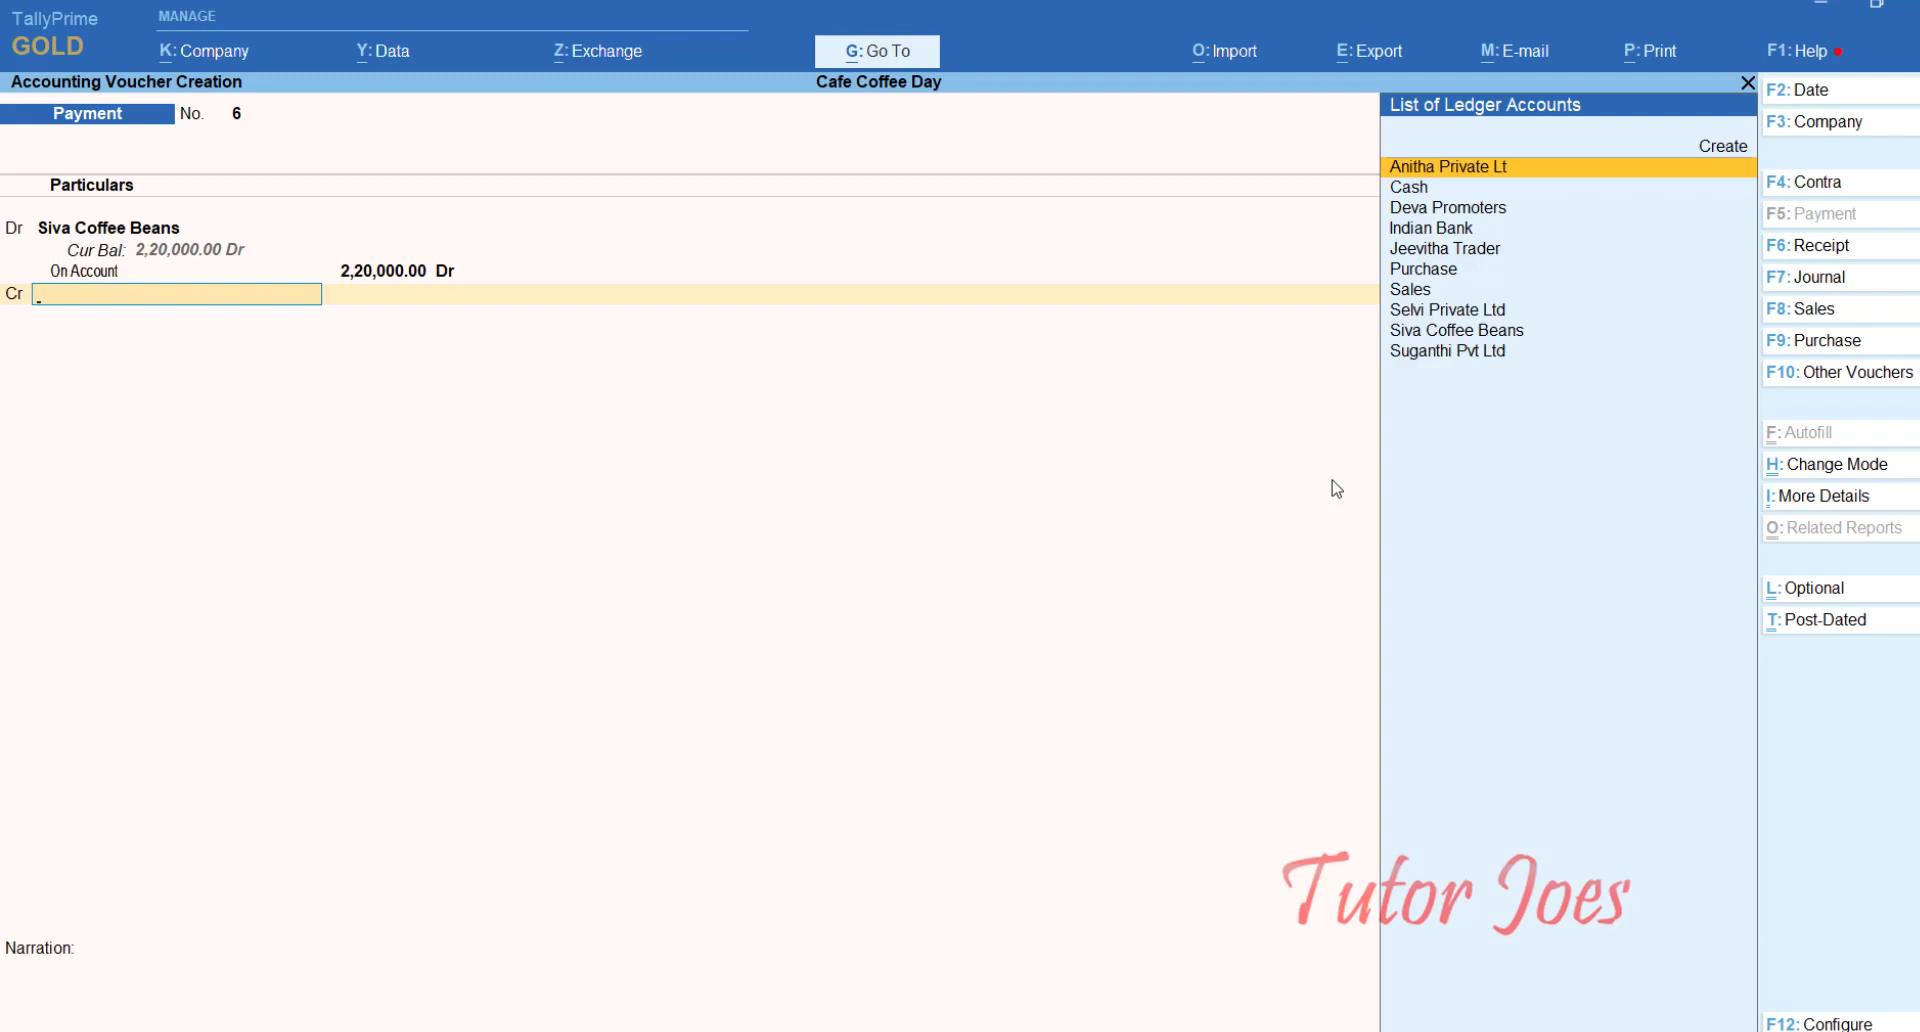 TallyPrime
GOLD
MANAGE
K: Company
Y: Data
Z: Exchange
G: Go To
O: Import
E: Export
M: E-mail
P: Print
F1: Help
Accounting Voucher Creation
Cafe Coffee Day
Payment No. 6
Particulars
Dr Siva Coffee Beans
Cur Bal: 2,20,000.00 Dr
On Account 2,20,000.00 Dr
Cr
Narration:
List of Ledger Accounts
Create
Anitha Private Lt
Cash
Deva Promoters
Indian Bank
Jeevitha Trader
Purchase
Sales
Selvi Private Ltd
Siva Coffee Beans
Suganthi Pvt Ltd
Tutor Joes
F2: Date
F3: Company
F4: Contra
F5: Payment
F6: Receipt
F7: Journal
F8: Sales
F9: Purchase
F10: Other Vouchers
F: Autofill
H: Change Mode
I: More Details
O: Related Reports
L: Optional
T: Post-Dated
F12: Configure